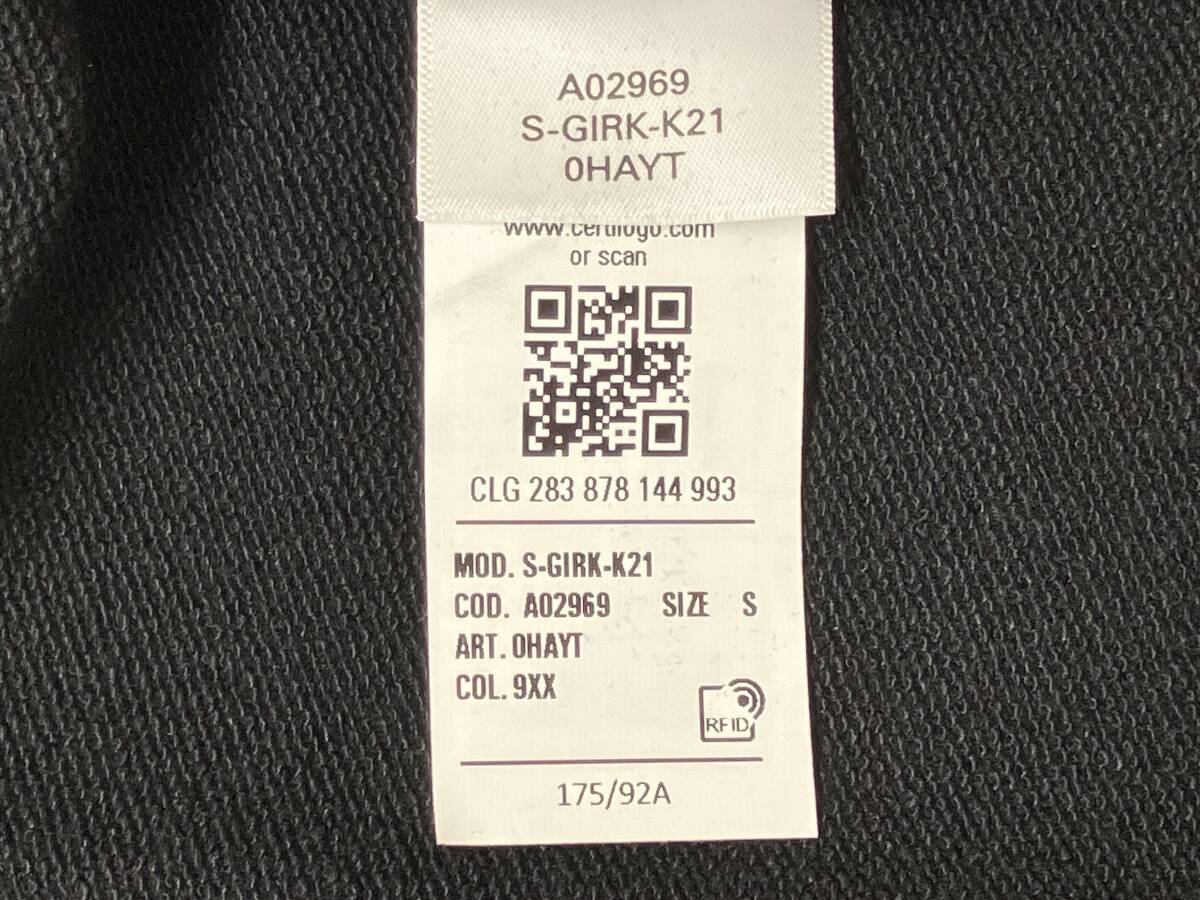 A02969
S-GIRK-K21
0HAYT
www.certilogo.com
or scan
CLG 283 878 144 993
MOD. S-GIRK-K21
COD. A02969 SIZE S
ART. 0HAYT
COL. 9XX
RFID
175/92A